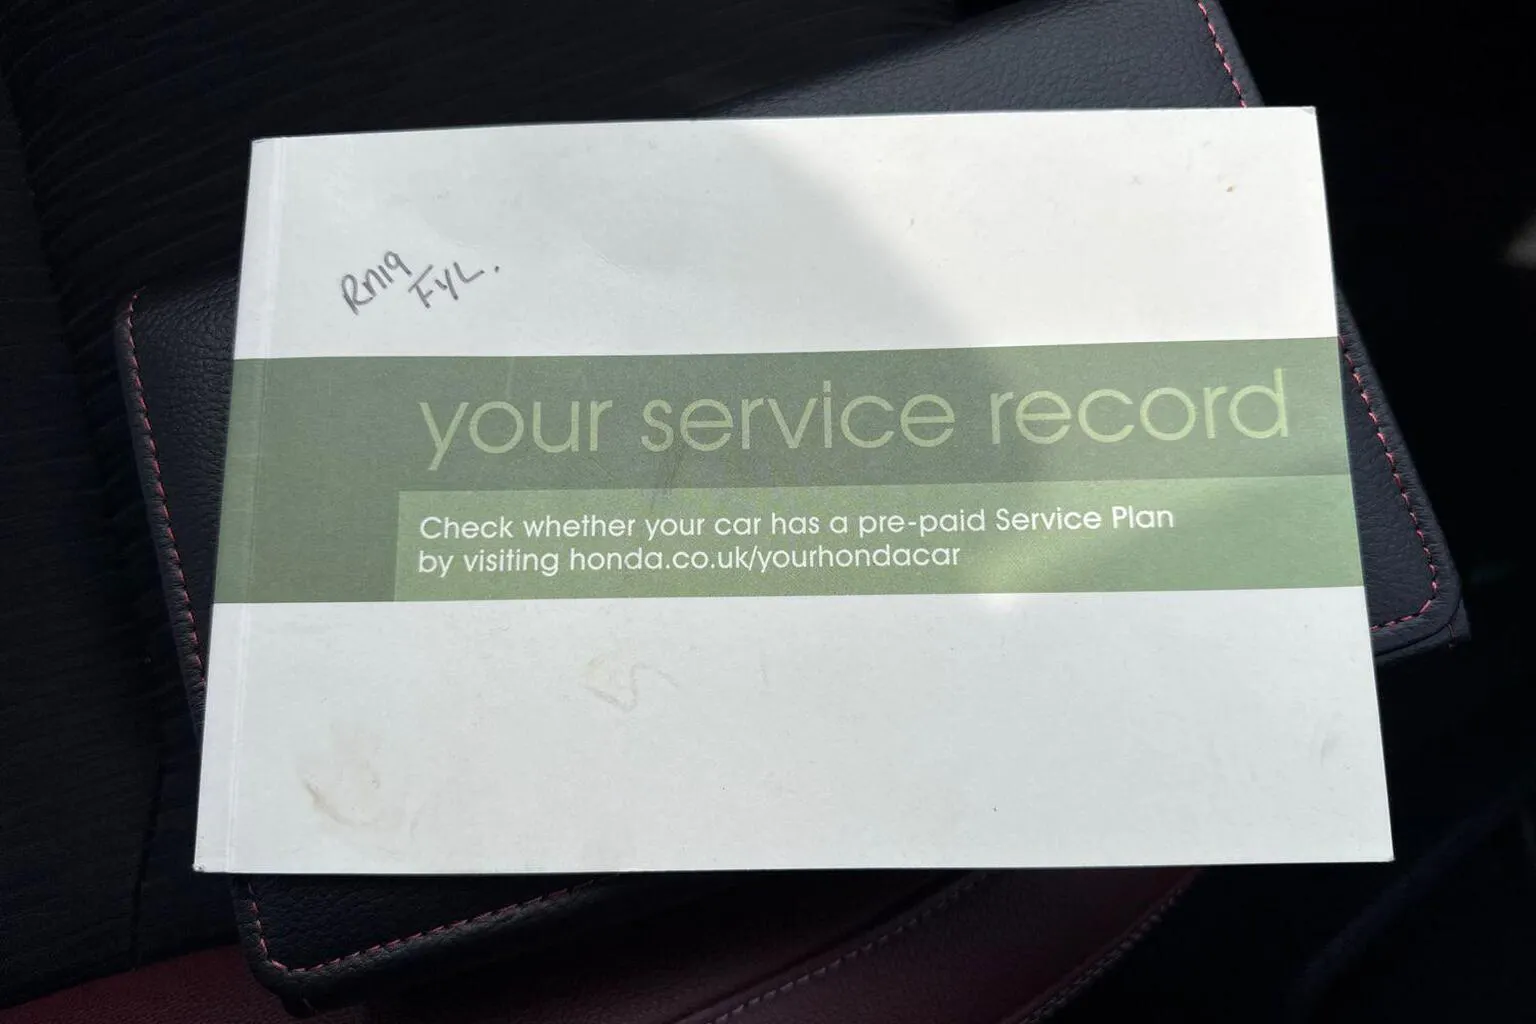 RN19
FYL.
your service record
Check whether your car has a pre-paid Service Plan
by visiting honda.co.uk/yourhondacar